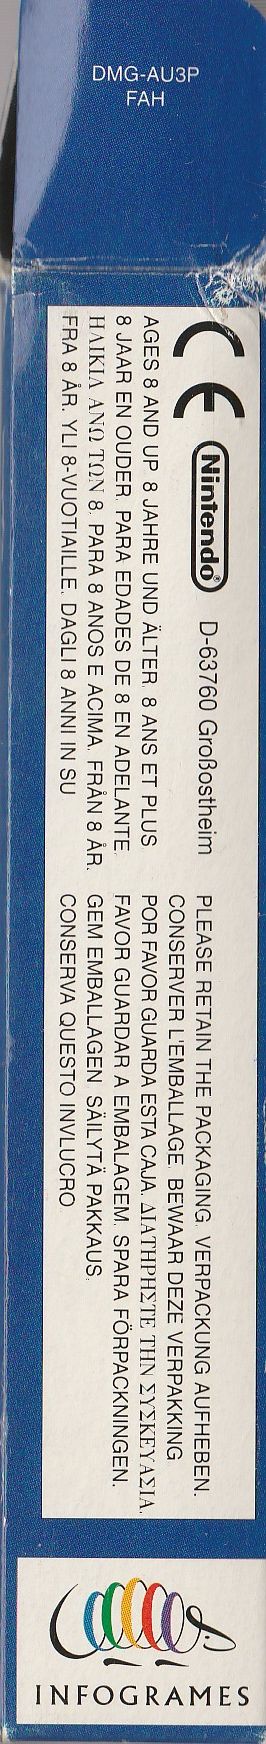 DMG-AU3P
FAH
CE Nintendo® D-63760 Großostheim
AGES 8 AND UP. 8 JAHRE UND ÄLTER. 8 ANS ET PLUS
8 JAAR EN OUDER. PARA EDADES DE 8 EN ADELANTE.
ΗΛΙΚΙΑ ΑΝΩ ΤΩΝ 8. PARA 8 ANOS E ACIMA. FRÅN 8 ÅR.
FRA 8 ÅR. YLI 8-VUOTIAILLE. DAGLI 8 ANNI IN SU
PLEASE RETAIN THE PACKAGING. VERPACKUNG AUFHEBEN.
CONSERVER L'EMBALLAGE. BEWAAR DEZE VERPAKKING
POR FAVOR GUARDA ESTA CAJA. ΔΙΑΤΗΡΗΣΤΕ ΤΗΝ ΣΥΣΚΕΥΑΣΙΑ.
FAVOR GUARDAR A EMBALAGEM. SPARA FÖRPACKNINGEN.
GEM EMBALLAGEN SÄILYTÄ PAKKAUS.
CONSERVA QUESTO INVLUCRO
INFOGRAMES